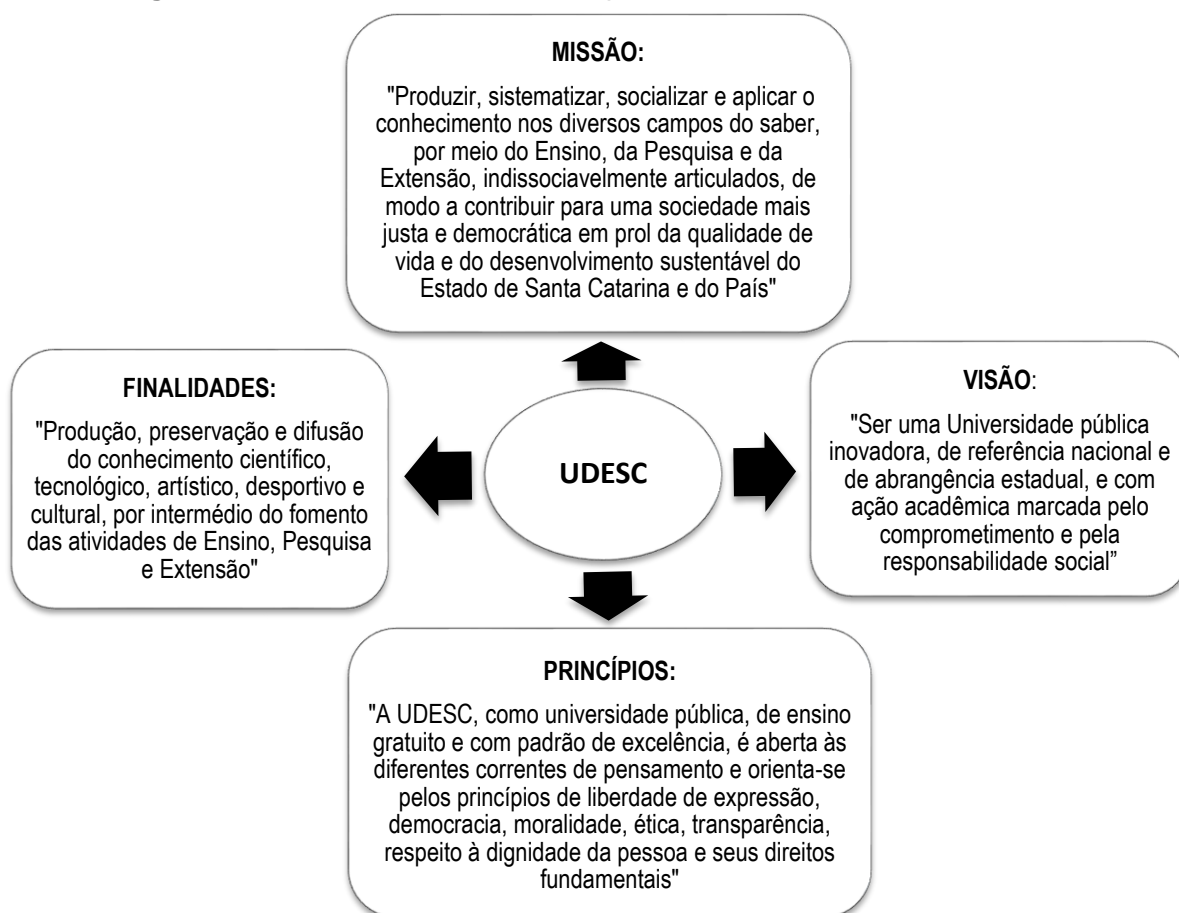 MISSÃO:
"Produzir, sistematizar, socializar e aplicar o
conhecimento nos diversos campos do saber,
por meio do Ensino, da Pesquisa e da
Extensão, indissociavelmente articulados, de
modo a contribuir para uma sociedade mais
justa e democrática em prol da qualidade de
vida e do desenvolvimento sustentável do
Estado de Santa Catarina e do País"
FINALIDADES:
"Produção, preservação e difusão
do conhecimento científico,
tecnológico, artístico, desportivo e
cultural, por intermédio do fomento
das atividades de Ensino, Pesquisa
e Extensão"
UDESC
VISÃO:
"Ser uma Universidade pública
inovadora, de referência nacional e
de abrangência estadual, e com
ação acadêmica marcada pelo
comprometimento e pela
responsabilidade social”
PRINCÍPIOS:
"A UDESC, como universidade pública, de ensino
gratuito e com padrão de excelência, é aberta às
diferentes correntes de pensamento e orienta-se
pelos princípios de liberdade de expressão,
democracia, moralidade, ética, transparência,
respeito à dignidade da pessoa e seus direitos
fundamentais"